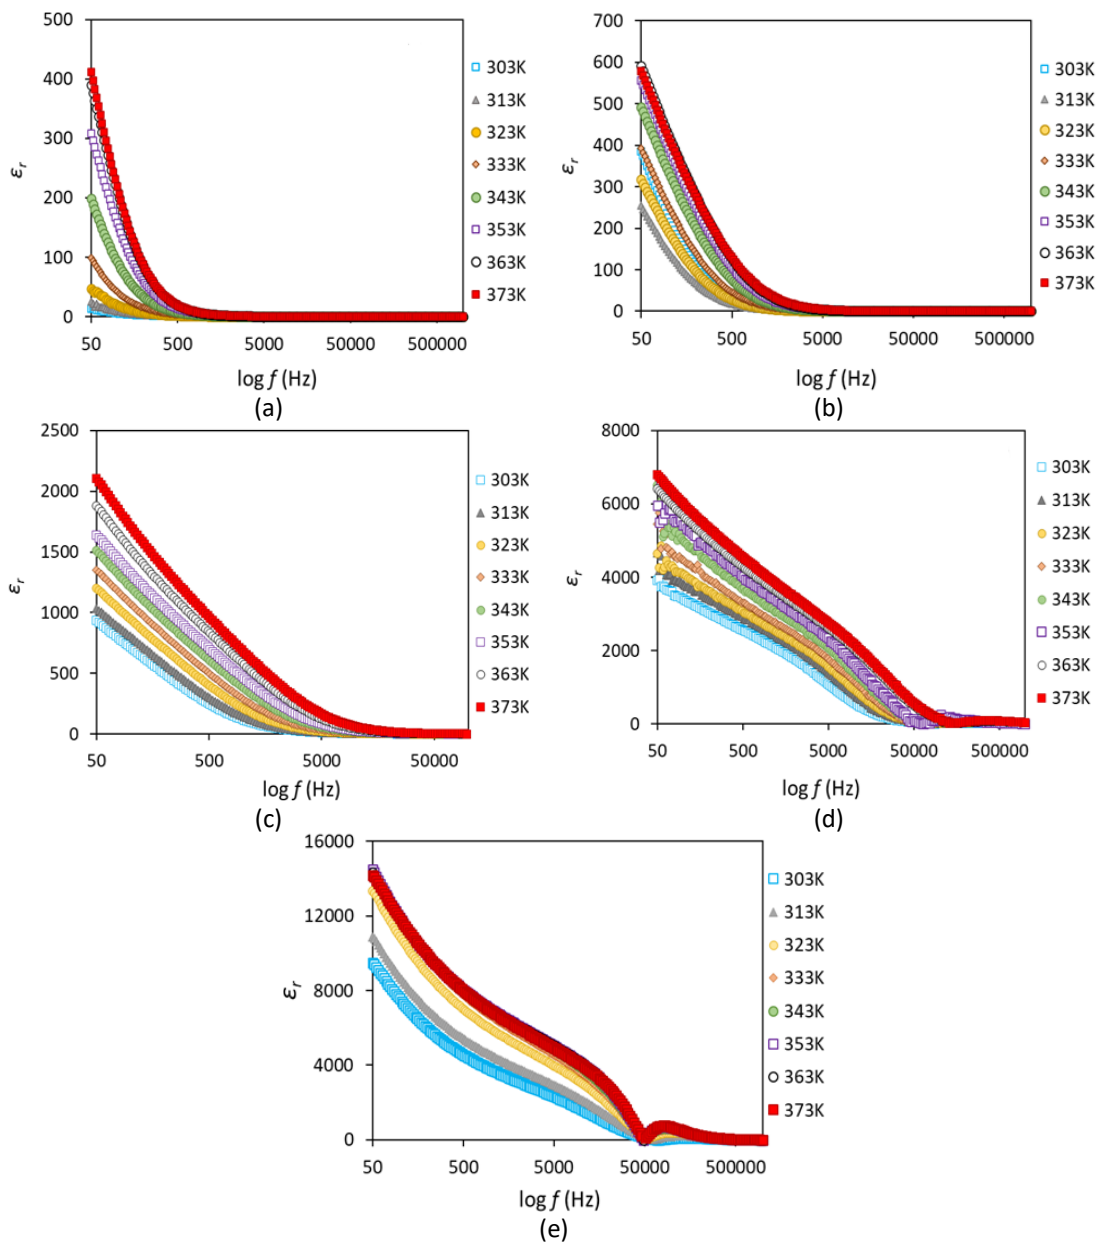 500
400
300
200
100
0
εr
50 500 5000 50000 500000
log f (Hz)
303K
313K
323K
333K
343K
353K
363K
373K
(a)
700
600
500
400
300
200
100
0
εr
50 500 5000 50000 500000
log f (Hz)
303K
313K
323K
333K
343K
353K
363K
373K
(b)
2500
2000
1500
1000
500
0
εr
50 500 5000 50000
log f (Hz)
303K
313K
323K
333K
343K
353K
363K
373K
(c)
8000
6000
4000
2000
0
εr
50 500 5000 50000 500000
log f (Hz)
303K
313K
323K
333K
343K
353K
363K
373K
(d)
16000
12000
8000
4000
0
εr
50 500 5000 50000 500000
log f (Hz)
303K
313K
323K
333K
343K
353K
363K
373K
(e)